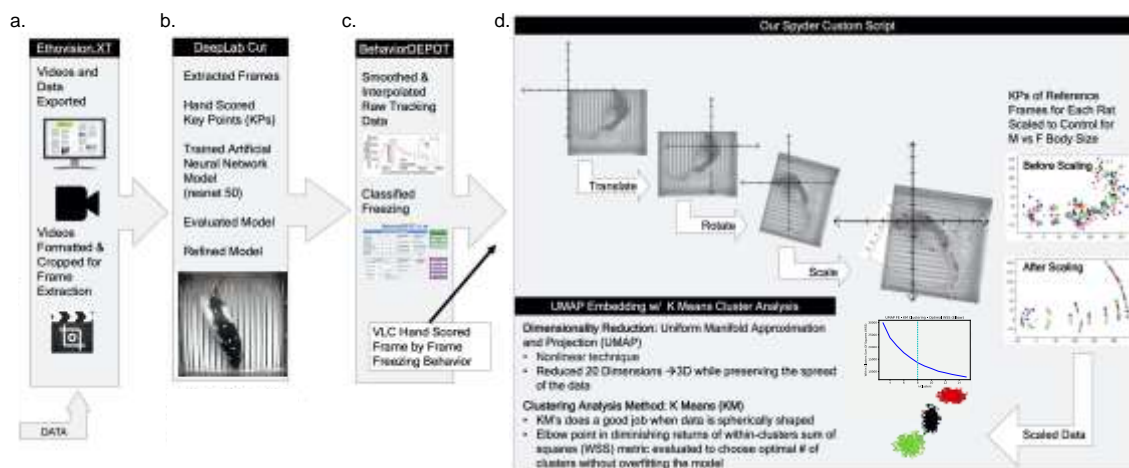 a.
Ethovision.XT
Videos and
Data
Exported
Videos
Formatted &
Cropped for
Frame
Extraction
DATA
b.
DeepLab Cut
Extracted Frames
Hand Scored
Key Points (KPs)
Trained Artificial
Neural Network
Model
(resnet 50)
Evaluated Model
Refined Model
c.
BehaviorDEPOT
Smoothed &
Interpolated
Raw Tracking
Data
Classified
Freezing
VLC Hand Scored
Frame by Frame
Freezing Behavior
d.
Our Spyder Custom Script
Translate
Rotate
Scale
KPs of Reference
Frames for Each Rat
Scaled to Control for
M vs F Body Size
Before Scaling
After Scaling
Scaled Data
UMAP Embedding w/ K Means Cluster Analysis
Dimensionality Reduction: Uniform Manifold Approximation
and Projection (UMAP)
• Nonlinear technique
• Reduced 20 Dimensions →3D while preserving the spread
of the data
Clustering Analysis Method: K Means (KM)
• KM's does a good job when data is spherically shaped
• Elbow point in diminishing returns of within-clusters sum of
squares (WSS) metric evaluated to choose optimal # of
clusters without overfitting the model